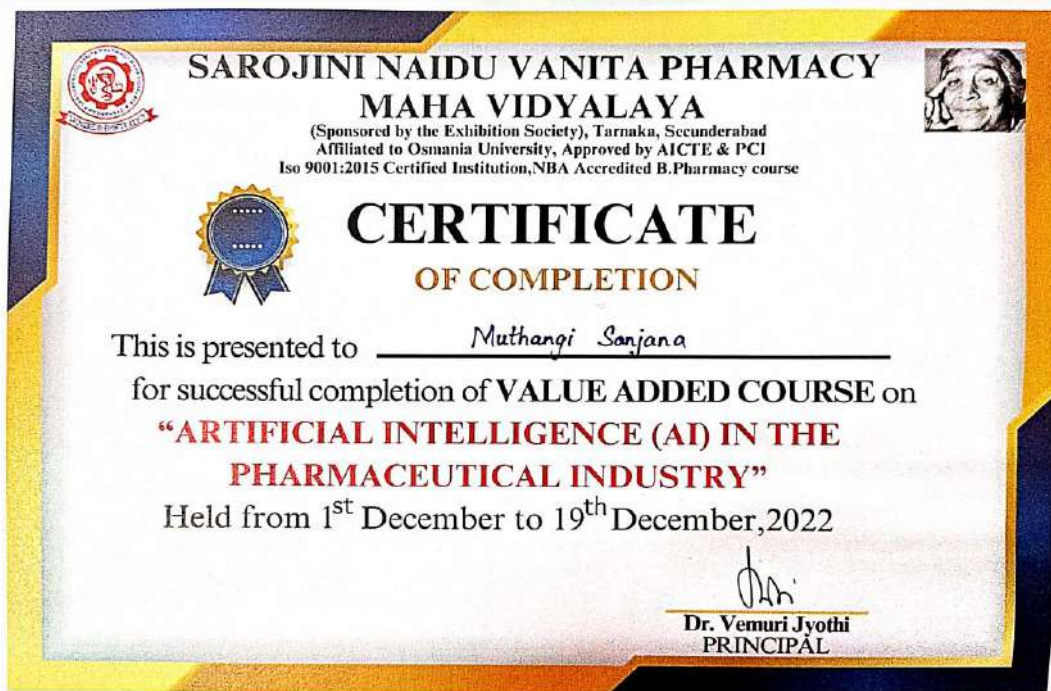 SAROJINI NAIDU VANITA PHARMACY
MAHA VIDYALAYA
(Sponsored by the Exhibition Society), Tarnaka, Secunderabad
Affiliated to Osmania University, Approved by AICTE & PCI
Iso 9001:2015 Certified Institution,NBA Accredited B.Pharmacy course
CERTIFICATE
OF COMPLETION
This is presented to Muthangi Sanjana
for successful completion of VALUE ADDED COURSE on
“ARTIFICIAL INTELLIGENCE (AI) IN THE
PHARMACEUTICAL INDUSTRY”
Held from 1st December to 19th December,2022
Dr. Vemuri Jyothi
PRINCIPAL